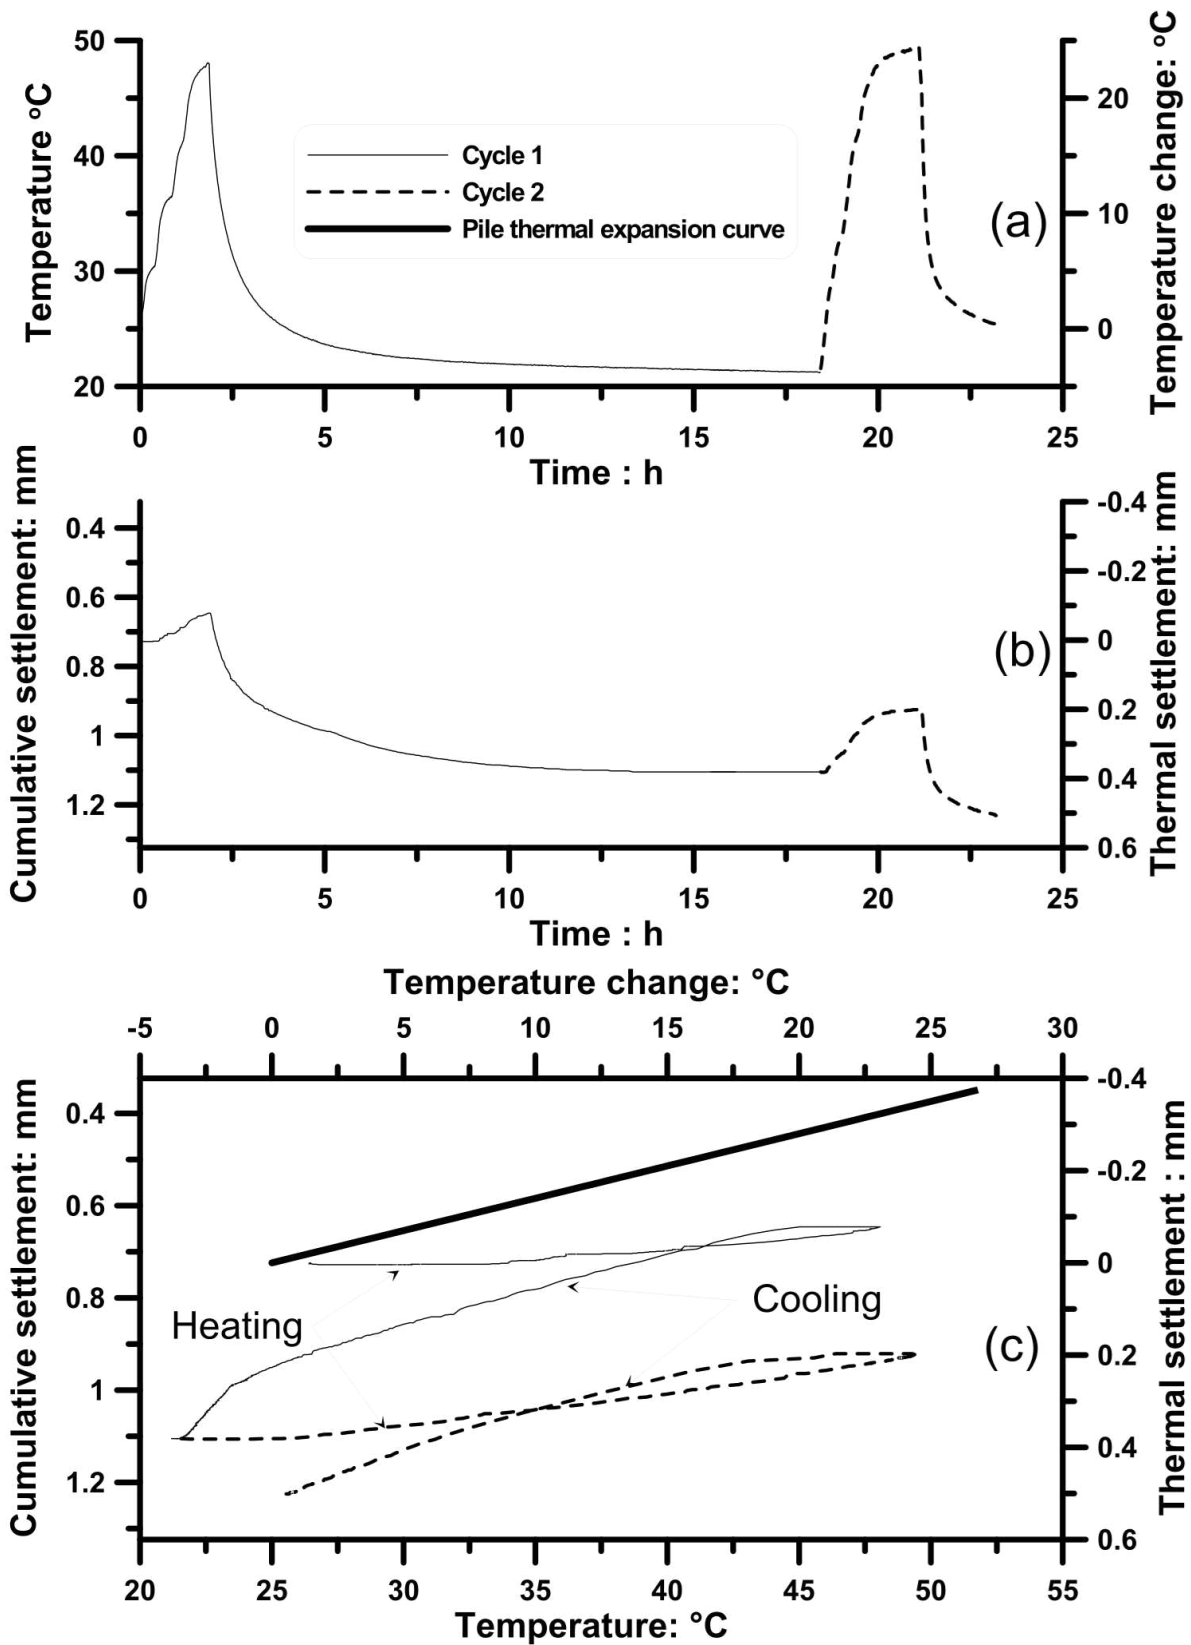 Temperature °C
50
40
30
20
Cycle 1
Cycle 2
Pile thermal expansion curve
(a)
20
10
0
Temperature change: °C
0 5 10 15 20 25
Time : h
Cumulative settlement: mm
0.4
0.6
0.8
1
1.2
(b)
-0.4
-0.2
0
0.2
0.4
0.6
Thermal settlement: mm
0 5 10 15 20 25
Time : h
Temperature change: °C
-5 0 5 10 15 20 25 30
Cumulative settlement: mm
0.4
0.6
0.8
1
1.2
Heating
Cooling
(c)
-0.4
-0.2
0
0.2
0.4
0.6
Thermal settlement : mm
20 25 30 35 40 45 50 55
Temperature: °C